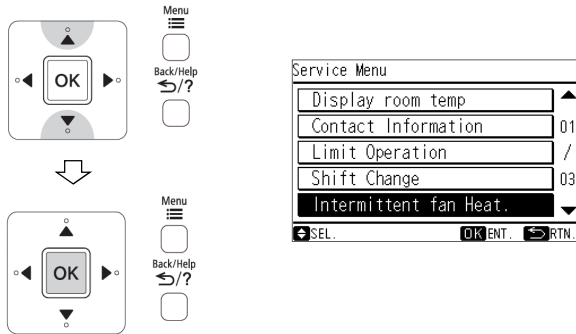 Menu
OK
Back/Help
/?
Menu
OK
Back/Help
/?
Service Menu
Display room temp
Contact Information
Limit Operation
Shift Change
Intermittent fan Heat.
01
/
03
SEL.
OK ENT.
RTN.